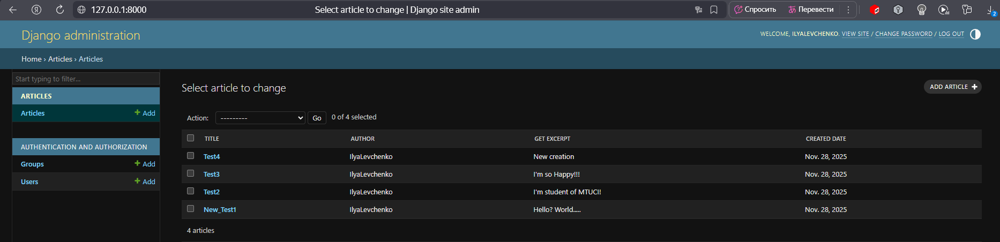 127.0.0.1:8000 Select article to change | Django site admin Спросить Перевести 2
Django administration
WELCOME, ILYALEVCHENKO. VIEW SITE / CHANGE PASSWORD / LOG OUT
Home › Articles › Articles
Start typing to filter...
ARTICLES
Articles + Add
AUTHENTICATION AND AUTHORIZATION
Groups + Add
Users + Add
Select article to change
ADD ARTICLE +
Action: --------- Go 0 of 4 selected
TITLE AUTHOR GET EXCERPT CREATED DATE
Test4 IlyaLevchenko New creation Nov. 28, 2025
Test3 IlyaLevchenko I'm so Happy!!! Nov. 28, 2025
Test2 IlyaLevchenko I'm student of MTUCI! Nov. 28, 2025
New_Test1 IlyaLevchenko Hello? World..... Nov. 28, 2025
4 articles